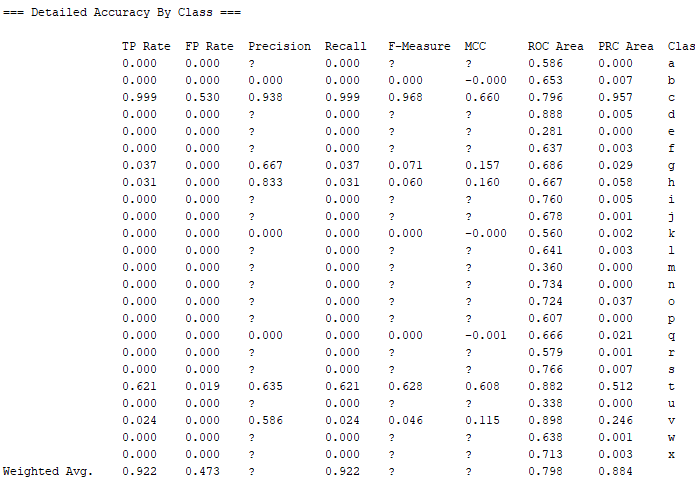 === Detailed Accuracy By Class ===
TP Rate FP Rate Precision Recall F-Measure MCC ROC Area PRC Area Clas
0.000 0.000 ? 0.000 ? ? 0.586 0.000 a
0.000 0.000 0.000 0.000 0.000 -0.000 0.653 0.007 b
0.999 0.530 0.938 0.999 0.968 0.660 0.796 0.957 c
0.000 0.000 ? 0.000 ? ? 0.888 0.005 d
0.000 0.000 ? 0.000 ? ? 0.281 0.000 e
0.000 0.000 ? 0.000 ? ? 0.637 0.003 f
0.037 0.000 0.667 0.037 0.071 0.157 0.686 0.029 g
0.031 0.000 0.833 0.031 0.060 0.160 0.667 0.058 h
0.000 0.000 ? 0.000 ? ? 0.760 0.005 i
0.000 0.000 ? 0.000 ? ? 0.678 0.001 j
0.000 0.000 0.000 0.000 0.000 -0.000 0.560 0.002 k
0.000 0.000 ? 0.000 ? ? 0.641 0.003 l
0.000 0.000 ? 0.000 ? ? 0.360 0.000 m
0.000 0.000 ? 0.000 ? ? 0.734 0.000 n
0.000 0.000 ? 0.000 ? ? 0.724 0.037 o
0.000 0.000 ? 0.000 ? ? 0.607 0.000 p
0.000 0.000 0.000 0.000 0.000 -0.001 0.666 0.021 q
0.000 0.000 ? 0.000 ? ? 0.579 0.001 r
0.000 0.000 ? 0.000 ? ? 0.766 0.007 s
0.621 0.019 0.635 0.621 0.628 0.608 0.882 0.512 t
0.000 0.000 ? 0.000 ? ? 0.338 0.000 u
0.024 0.000 0.586 0.024 0.046 0.115 0.898 0.246 v
0.000 0.000 ? 0.000 ? ? 0.638 0.001 w
0.000 0.000 ? 0.000 ? ? 0.713 0.003 x
Weighted Avg. 0.922 0.473 ? 0.922 ? ? 0.798 0.884